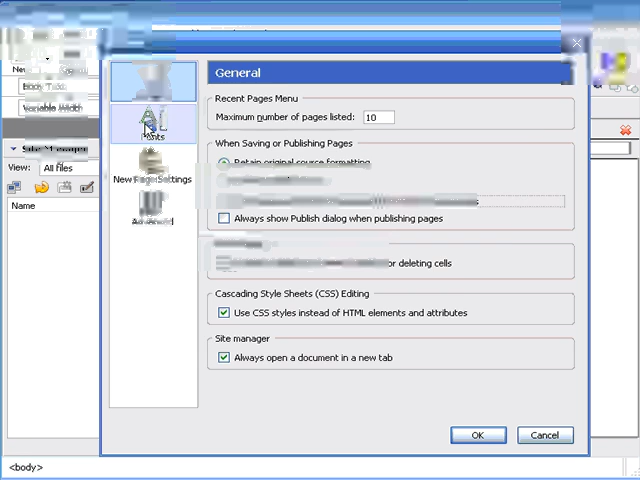 General
Recent Pages Menu
Maximum number of pages listed: 10
When Saving or Publishing Pages
Retain original source formatting
Always show Publish dialog when publishing pages
or deleting cells
Cascading Style Sheets (CSS) Editing
Use CSS styles instead of HTML elements and attributes
Site manager
Always open a document in a new tab
OK Cancel
Fonts
New Page Settings
Advanced
Variable Width
View: All files
Name
<body>